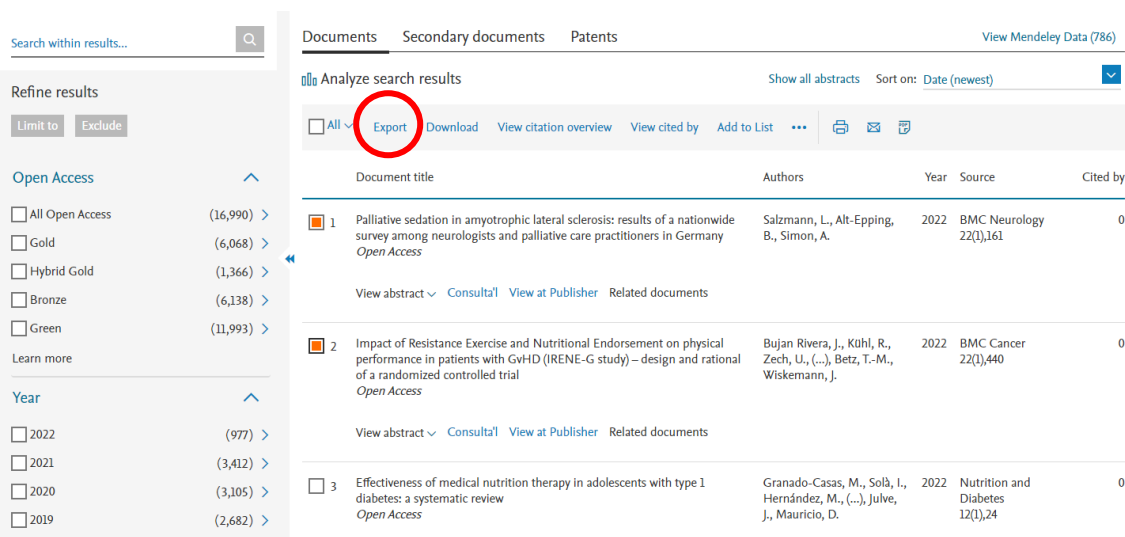 Search within results...
Refine results
Limit to Exclude
Open Access
All Open Access (16,990)
Gold (6,068)
Hybrid Gold (1,366)
Bronze (6,138)
Green (11,993)
Learn more
Year
2022 (977)
2021 (3,412)
2020 (3,105)
2019 (2,682)
Documents Secondary documents Patents View Mendeley Data (786)
Analyze search results Show all abstracts Sort on: Date (newest)
All Export Download View citation overview View cited by Add to List ••• PDF
Document title Authors Year Source Cited by
1 Palliative sedation in amyotrophic lateral sclerosis: results of a nationwide Salzmann, L., Alt-Epping, 2022 BMC Neurology 0
survey among neurologists and palliative care practitioners in Germany B., Simon, A. 22(1),161
Open Access
View abstract Consulta'l View at Publisher Related documents
2 Impact of Resistance Exercise and Nutritional Endorsement on physical Bujan Rivera, J., Kühl, R., 2022 BMC Cancer 0
performance in patients with GvHD (IRENE-G study) – design and rational Zech, U., (...), Betz, T.-M., 22(1),440
of a randomized controlled trial Wiskemann, J.
Open Access
View abstract Consulta'l View at Publisher Related documents
3 Effectiveness of medical nutrition therapy in adolescents with type 1 Granado-Casas, M., Solà, I., 2022 Nutrition and 0
diabetes: a systematic review Hernández, M., (...), Julve, Diabetes
Open Access J., Mauricio, D. 12(1),24